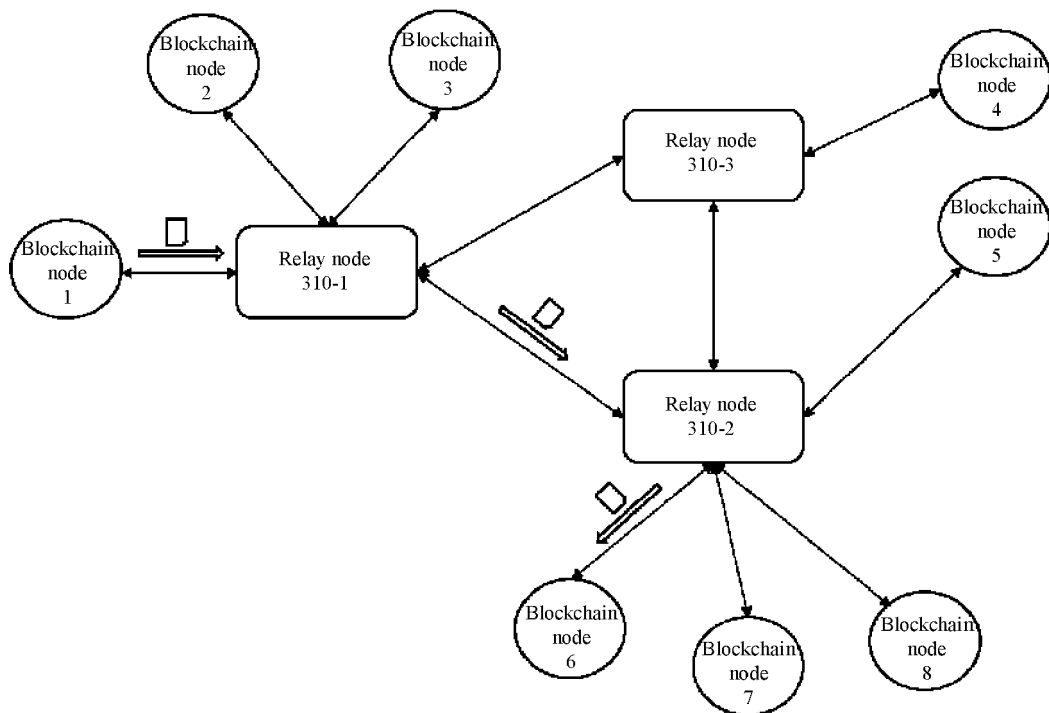 Blockchain
node
2
Blockchain
node
3
Blockchain
node
4
Relay node
310-3
Blockchain
node
5
Blockchain
node
1
Relay node
310-1
Relay node
310-2
Blockchain
node
6
Blockchain
node
7
Blockchain
node
8